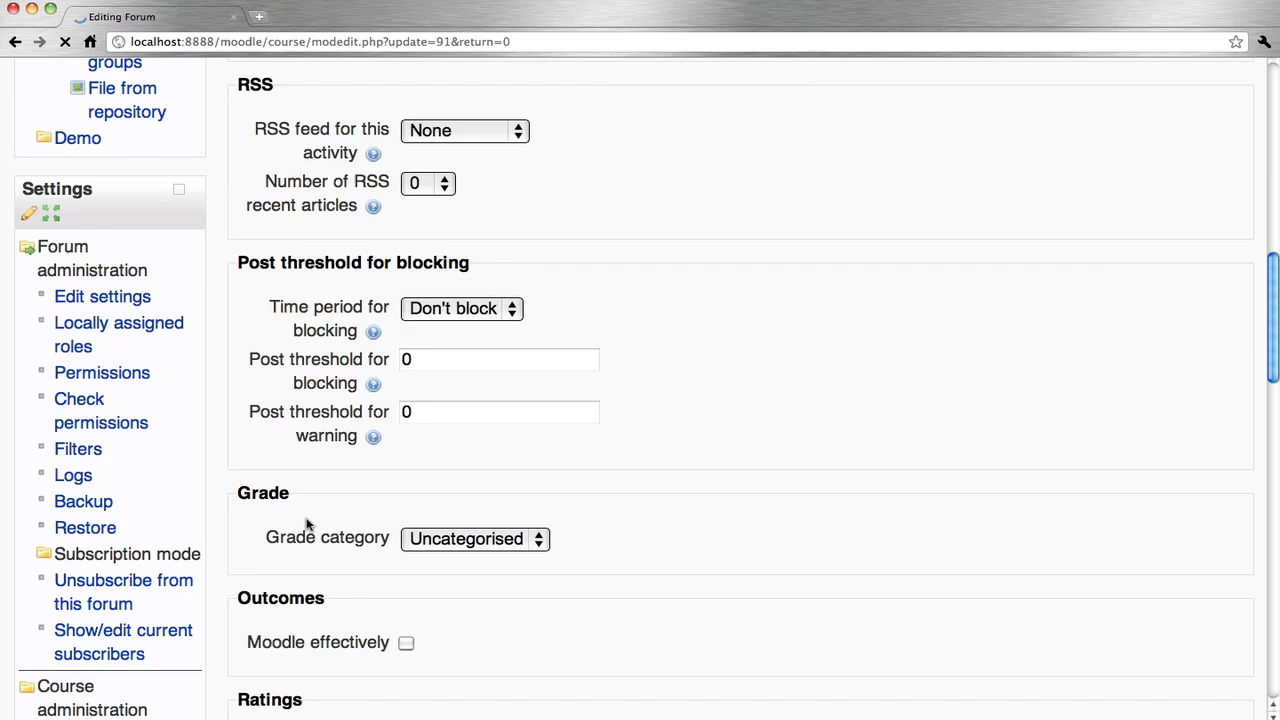 Editing Forum
localhost:8888/moodle/course/modedit.php?update=91&return=0
groups
File from
repository
Demo
Settings
Forum
administration
Edit settings
Locally assigned
roles
Permissions
Check
permissions
Filters
Logs
Backup
Restore
Subscription mode
Unsubscribe from
this forum
Show/edit current
subscribers
Course
administration
RSS
RSS feed for this
activity
None
Number of RSS
recent articles
0
Post threshold for blocking
Time period for
blocking
Don't block
Post threshold for
blocking
0
Post threshold for
warning
0
Grade
Grade category
Uncategorised
Outcomes
Moodle effectively
Ratings